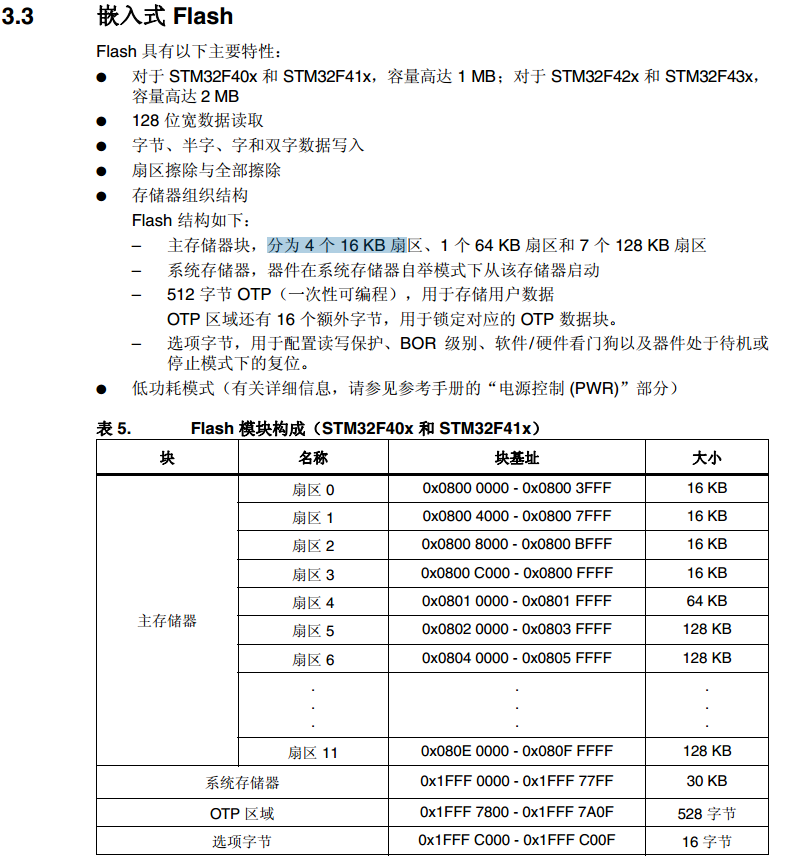 3.3 嵌入式 Flash
Flash 具有以下主要特性：
● 对于 STM32F40x 和 STM32F41x，容量高达 1 MB；对于 STM32F42x 和 STM32F43x，
容量高达 2 MB
● 128 位宽数据读取
● 字节、半字、字和双字数据写入
● 扇区擦除与全部擦除
● 存储器组织结构
Flash 结构如下：
– 主存储器块，分为 4 个 16 KB 扇区、1 个 64 KB 扇区和 7 个 128 KB 扇区
– 系统存储器，器件在系统存储器自举模式下从该存储器启动
– 512 字节 OTP（一次性可编程），用于存储用户数据
OTP 区域还有 16 个额外字节，用于锁定对应的 OTP 数据块。
– 选项字节，用于配置读写保护、BOR 级别、软件/硬件看门狗以及器件处于待机或
停止模式下的复位。
● 低功耗模式（有关详细信息，请参见参考手册的“电源控制 (PWR)”部分）
表 5. Flash 模块构成（STM32F40x 和 STM32F41x）
块 名称 块基址 大小
主存储器
扇区 0 0x0800 0000 - 0x0800 3FFF 16 KB
扇区 1 0x0800 4000 - 0x0800 7FFF 16 KB
扇区 2 0x0800 8000 - 0x0800 BFFF 16 KB
扇区 3 0x0800 C000 - 0x0800 FFFF 16 KB
扇区 4 0x0801 0000 - 0x0801 FFFF 64 KB
扇区 5 0x0802 0000 - 0x0803 FFFF 128 KB
扇区 6 0x0804 0000 - 0x0805 FFFF 128 KB
. . .
. . .
. . .
扇区 11 0x080E 0000 - 0x080F FFFF 128 KB
系统存储器 0x1FFF 0000 - 0x1FFF 77FF 30 KB
OTP 区域 0x1FFF 7800 - 0x1FFF 7A0F 528 字节
选项字节 0x1FFF C000 - 0x1FFF C00F 16 字节